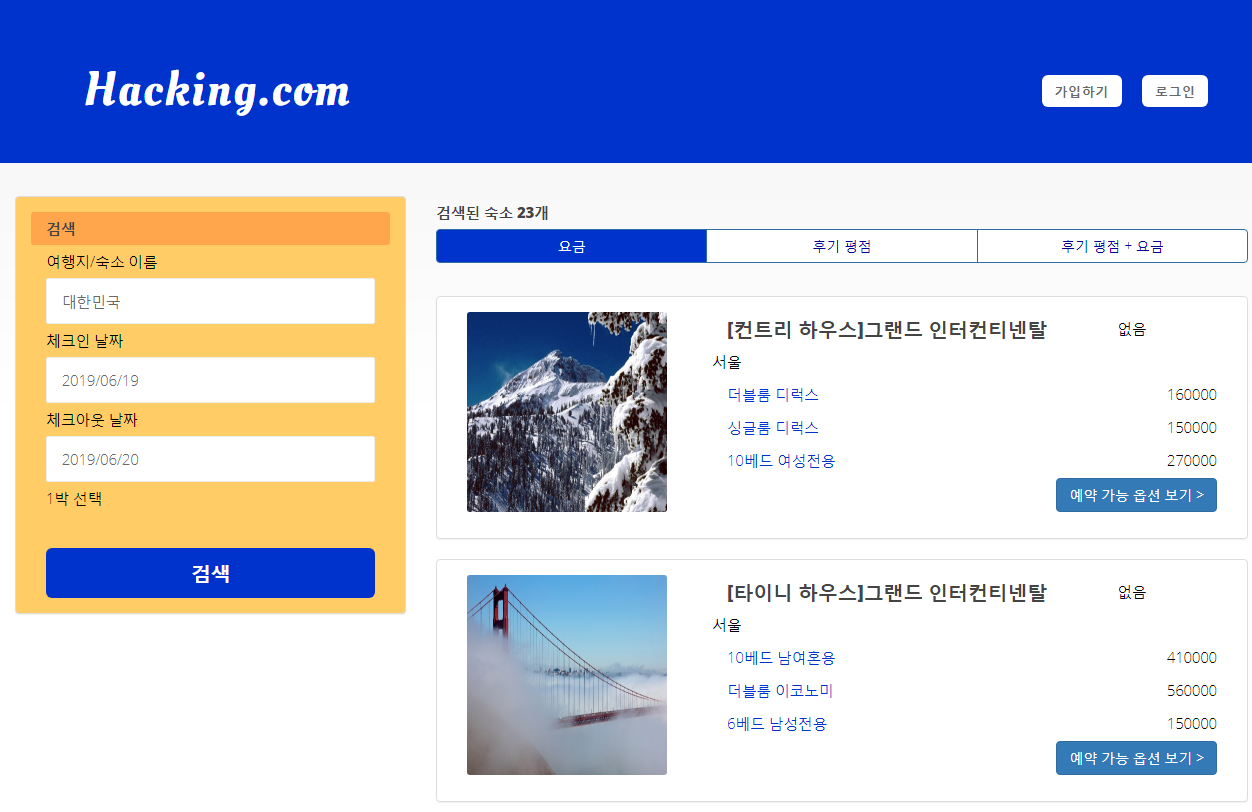 Hacking.com
가입하기
로그인
검색
여행지/숙소 이름
대한민국
체크인 날짜
2019/06/19
체크아웃 날짜
2019/06/20
1박 선택
검색
검색된 숙소 23개
요금
후기 평점
후기 평점 + 요금
[컨트리 하우스]그랜드 인터컨티넨탈 없음
서울
더블룸 디럭스 160000
싱글룸 디럭스 150000
10베드 여성전용 270000
예약 가능 옵션 보기 >
[타이니 하우스]그랜드 인터컨티넨탈 없음
서울
10베드 남여혼용 410000
더블룸 이코노미 560000
6베드 남성전용 150000
예약 가능 옵션 보기 >